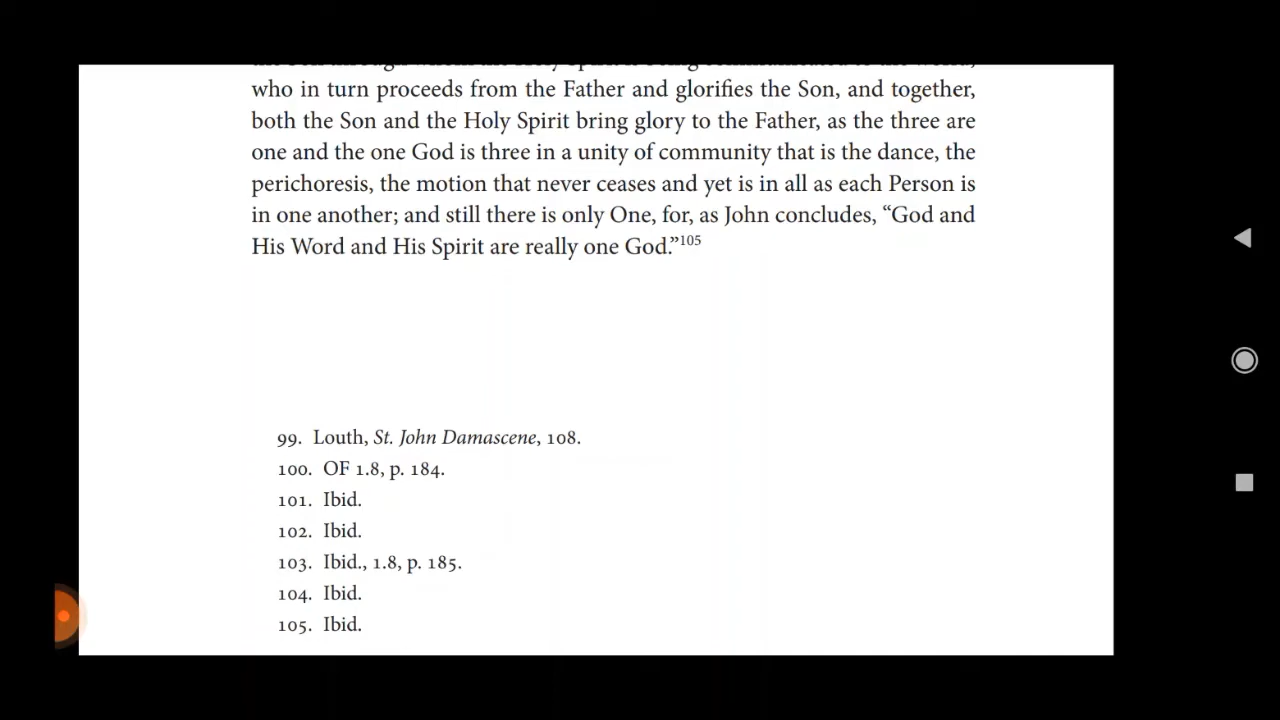 who in turn proceeds from the Father and glorifies the Son, and together,
both the Son and the Holy Spirit bring glory to the Father, as the three are
one and the one God is three in a unity of community that is the dance, the
perichoresis, the motion that never ceases and yet is in all as each Person is
in one another; and still there is only One, for, as John concludes, “God and
His Word and His Spirit are really one God.”105
99. Louth, St. John Damascene, 108.
100. OF 1.8, p. 184.
101. Ibid.
102. Ibid.
103. Ibid., 1.8, p. 185.
104. Ibid.
105. Ibid.